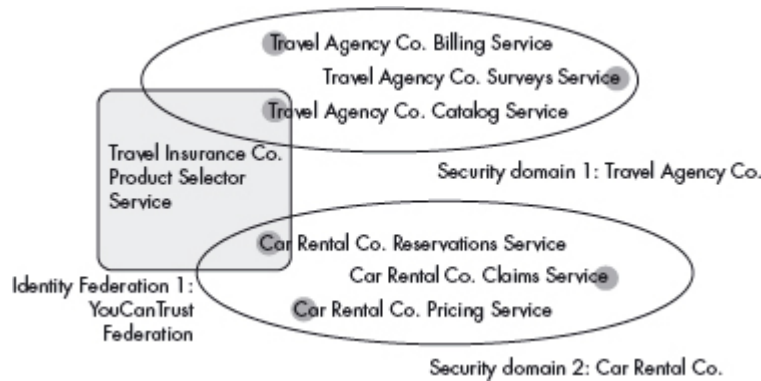 Travel Agency Co. Billing Service
Travel Agency Co. Surveys Service
Travel Agency Co. Catalog Service
Travel Insurance Co.
Product Selector
Service
Security domain 1: Travel Agency Co.
Car Rental Co. Reservations Service
Car Rental Co. Claims Service
Car Rental Co. Pricing Service
Identity Federation 1:
YouCanTrust
Federation
Security domain 2: Car Rental Co.